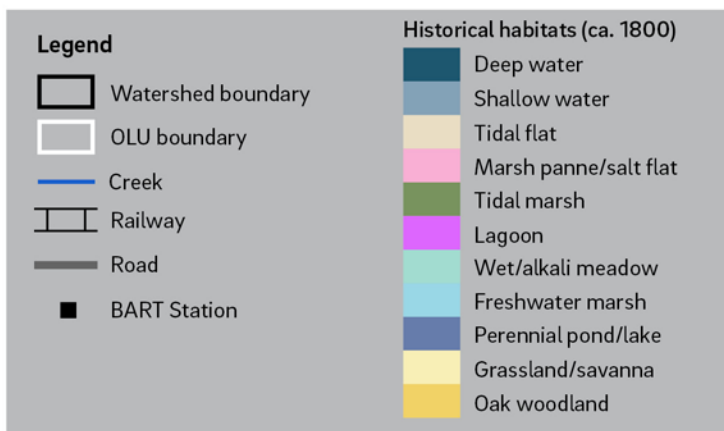 Legend
Watershed boundary
OLU boundary
Creek
Railway
Road
BART Station
Historical habitats (ca. 1800)
Deep water
Shallow water
Tidal flat
Marsh panne/salt flat
Tidal marsh
Lagoon
Wet/alkali meadow
Freshwater marsh
Perennial pond/lake
Grassland/savanna
Oak woodland